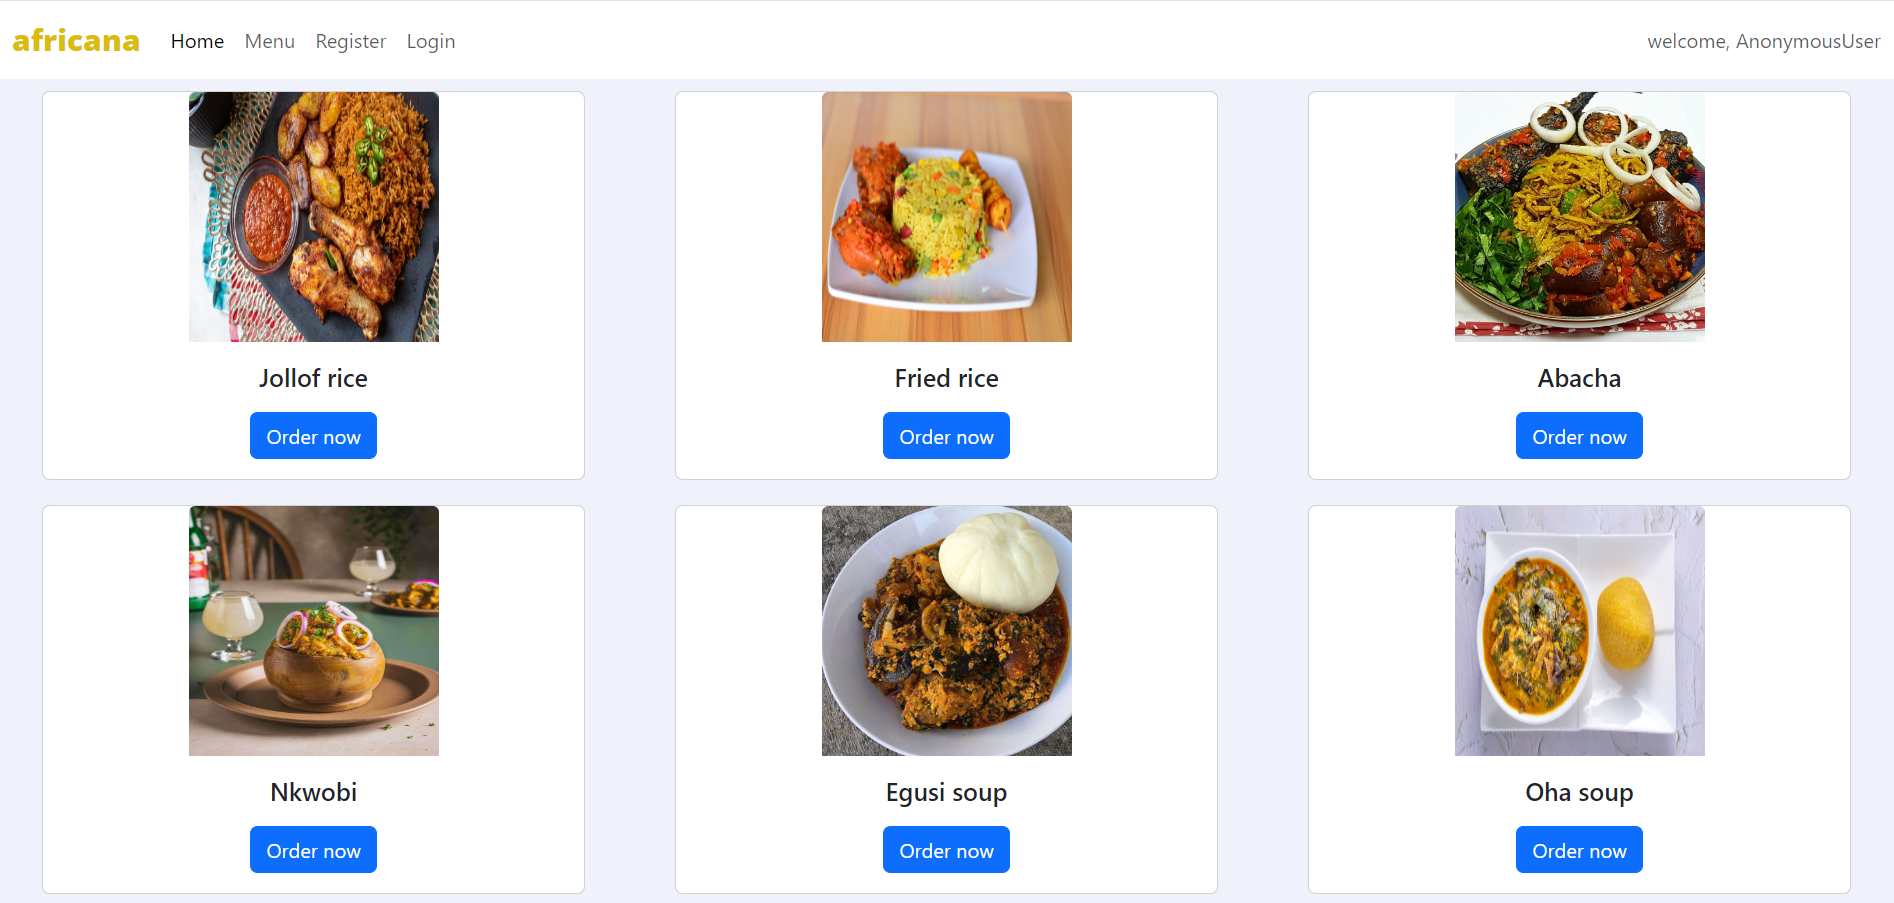 africana Home Menu Register Login welcome, AnonymousUser
Jollof rice Fried rice Abacha
Order now Order now Order now
Nkwobi Egusi soup Oha soup
Order now Order now Order now